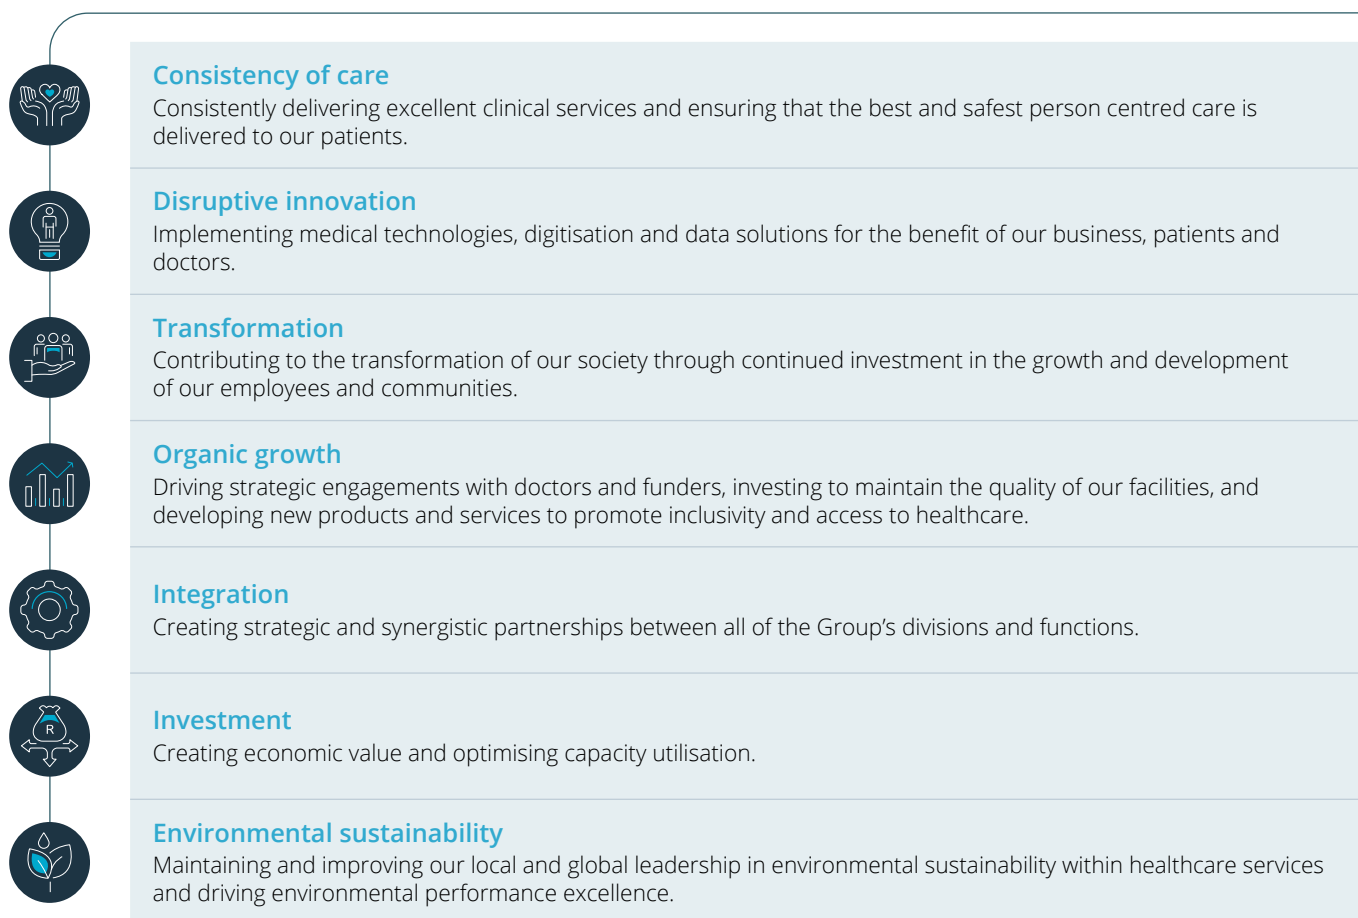 Consistency of care
Consistently delivering excellent clinical services and ensuring that the best and safest person centred care is
delivered to our patients.
Disruptive innovation
Implementing medical technologies, digitisation and data solutions for the benefit of our business, patients and
doctors.
Transformation
Contributing to the transformation of our society through continued investment in the growth and development
of our employees and communities.
Organic growth
Driving strategic engagements with doctors and funders, investing to maintain the quality of our facilities, and
developing new products and services to promote inclusivity and access to healthcare.
Integration
Creating strategic and synergistic partnerships between all of the Group’s divisions and functions.
R
Investment
Creating economic value and optimising capacity utilisation.
Environmental sustainability
Maintaining and improving our local and global leadership in environmental sustainability within healthcare services
and driving environmental performance excellence.